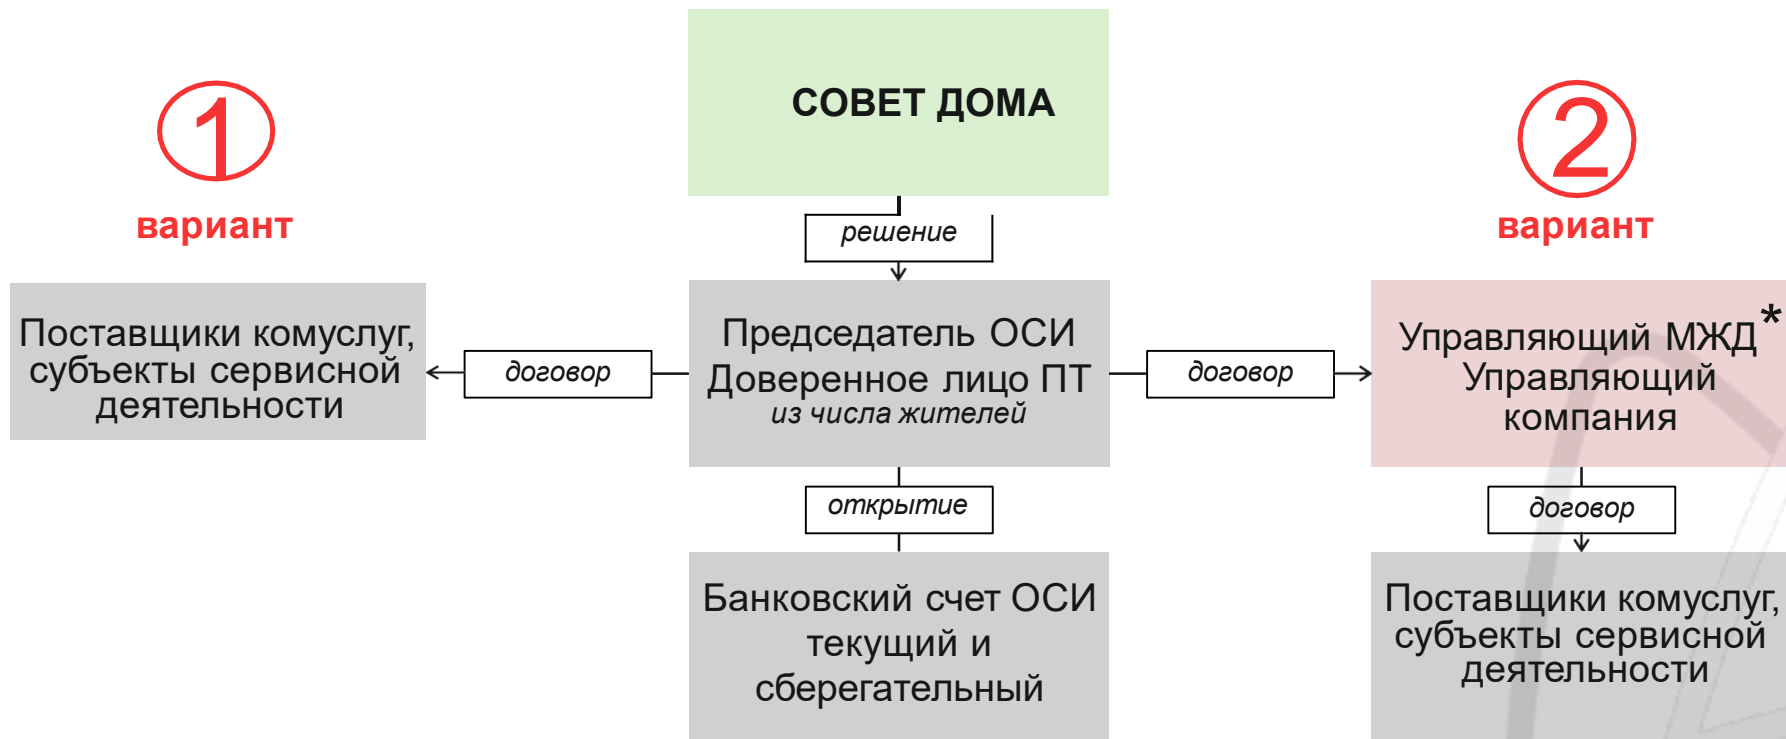 СОВЕТ ДОМА
1
вариант
2
вариант
решение
Поставщики комуслуг,
субъекты сервисной
деятельности
договор
Председатель ОСИ
Доверенное лицо ПТ
из числа жителей
договор
Управляющий МЖД*
Управляющий
компания
открытие
договор
Банковский счет ОСИ
текущий и
сберегательный
Поставщики комуслуг,
субъекты сервисной
деятельности